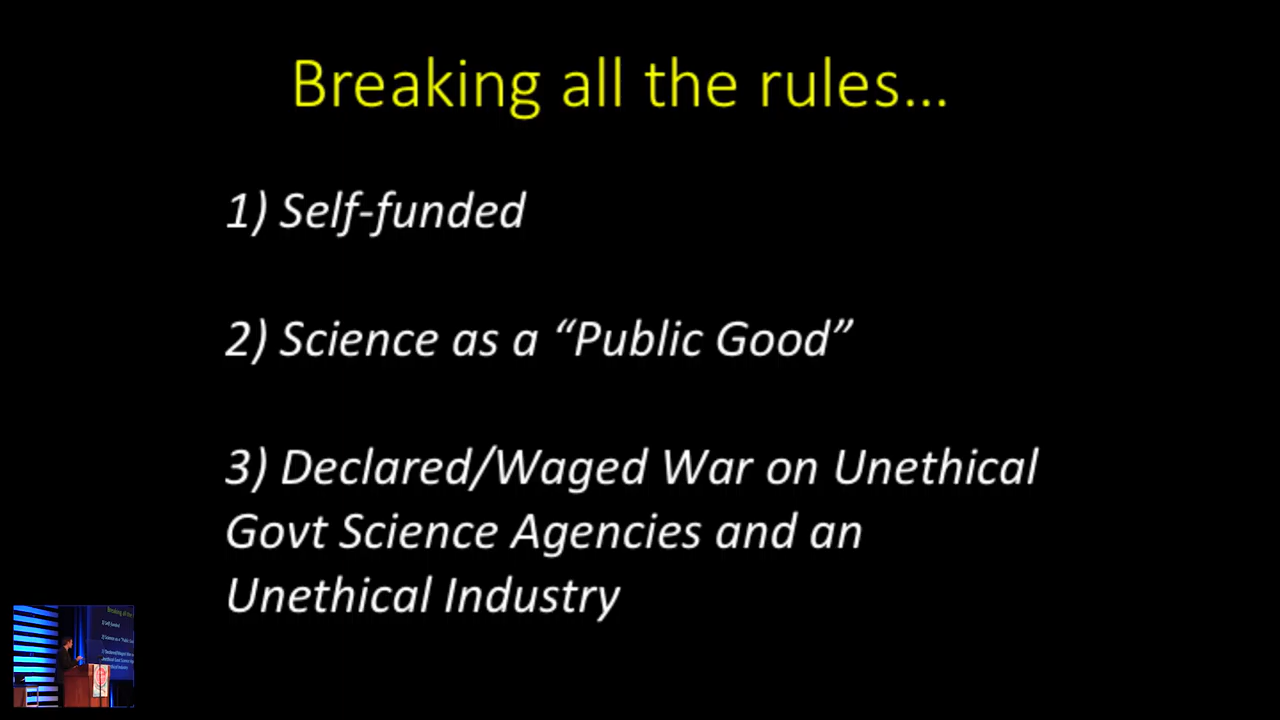 Breaking all the rules...
1) Self-funded
2) Science as a “Public Good”
3) Declared/Waged War on Unethical
Govt Science Agencies and an
Unethical Industry